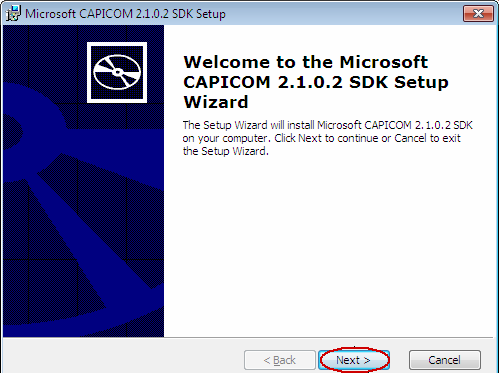 Microsoft CAPICOM 2.1.0.2 SDK Setup
Welcome to the Microsoft
CAPICOM 2.1.0.2 SDK Setup
Wizard
The Setup Wizard will install Microsoft CAPICOM 2.1.0.2 SDK
on your computer. Click Next to continue or Cancel to exit
the Setup Wizard.
< Back
Next >
Cancel